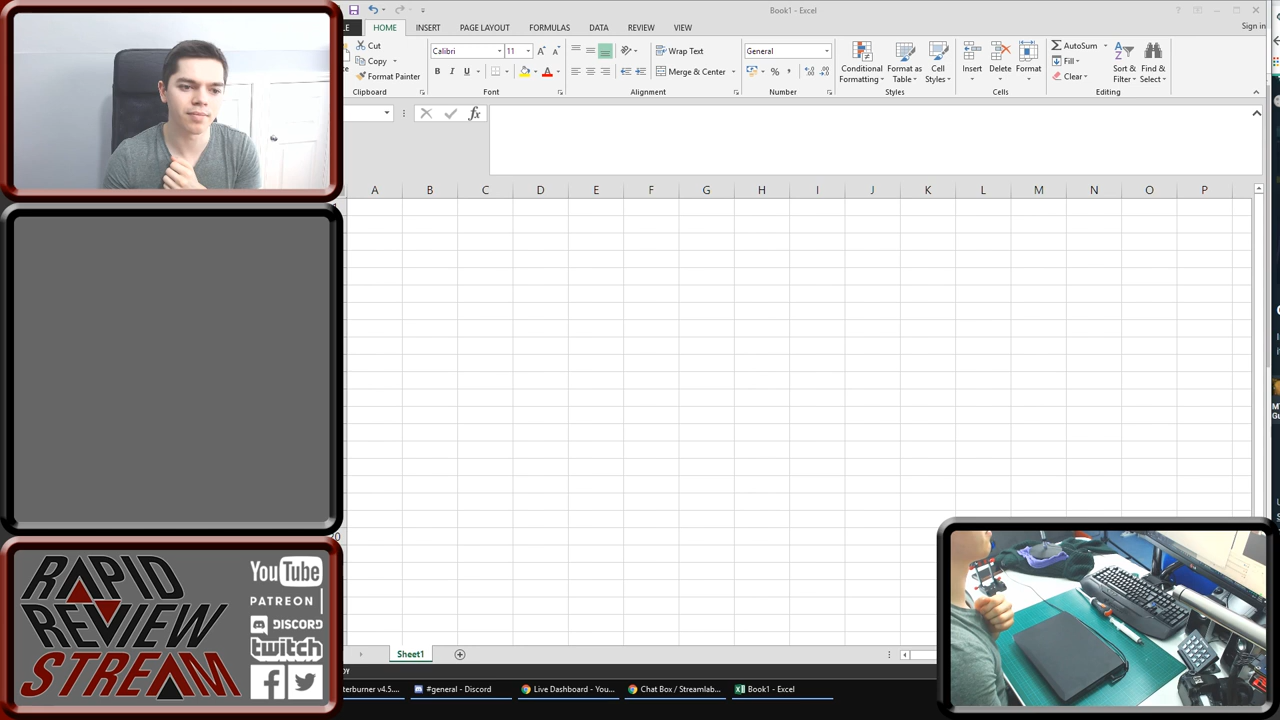 Book1 - Excel
HOME INSERT PAGE LAYOUT FORMULAS DATA REVIEW VIEW
Sign in
Cut
Copy
Format Painter
Clipboard
Calibri 11
B I U
Font
Wrap Text
Merge & Center
Alignment
General
%
Number
Conditional Formatting
Format as Table
Cell Styles
Styles
Insert
Delete
Format
Cells
AutoSum
Fill
Clear
Sort & Filter
Find & Select
Editing
fx
A B C D E F G H I J K L M N O P
Sheet1
RAPID
REVIEW
STREAM
YouTube
PATREON
DISCORD
twitch
terburner v4.5....
#general - Discord
Live Dashboard - You...
Chat Box / Streamlab...
Book1 - Excel